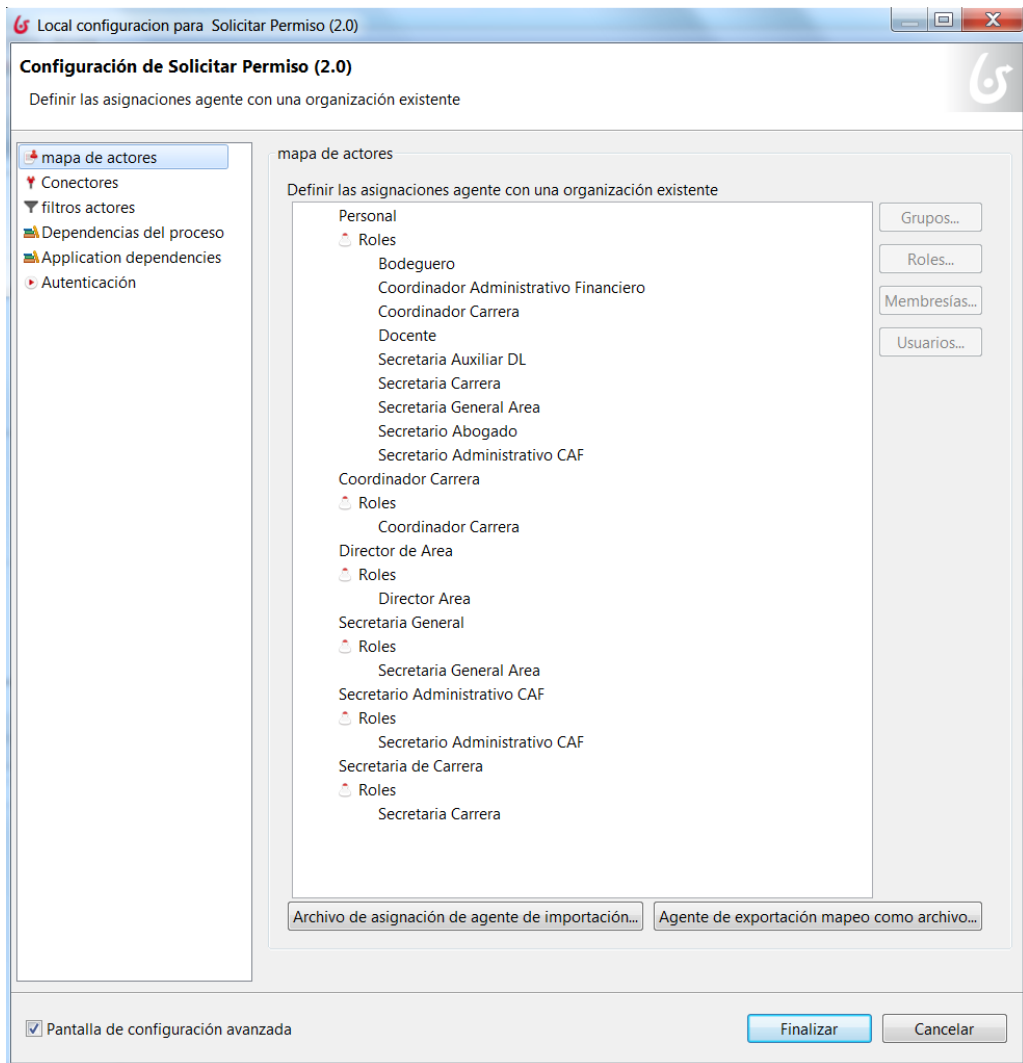 Local configuracion para Solicitar Permiso (2.0)
Configuración de Solicitar Permiso (2.0)
Definir las asignaciones agente con una organización existente
mapa de actores
Conectores
filtros actores
Dependencias del proceso
Application dependencies
Autenticación
mapa de actores
Definir las asignaciones agente con una organización existente
Personal
Roles
Bodeguero
Coordinador Administrativo Financiero
Coordinador Carrera
Docente
Secretaria Auxiliar DL
Secretaria Carrera
Secretaria General Area
Secretario Abogado
Secretario Administrativo CAF
Coordinador Carrera
Roles
Coordinador Carrera
Director de Area
Roles
Director Area
Secretaria General
Roles
Secretaria General Area
Secretario Administrativo CAF
Roles
Secretario Administrativo CAF
Secretaria de Carrera
Roles
Secretaria Carrera
Grupos...
Roles...
Membresías...
Usuarios...
Archivo de asignación de agente de importación...
Agente de exportación mapeo como archivo...
Pantalla de configuración avanzada
Finalizar
Cancelar